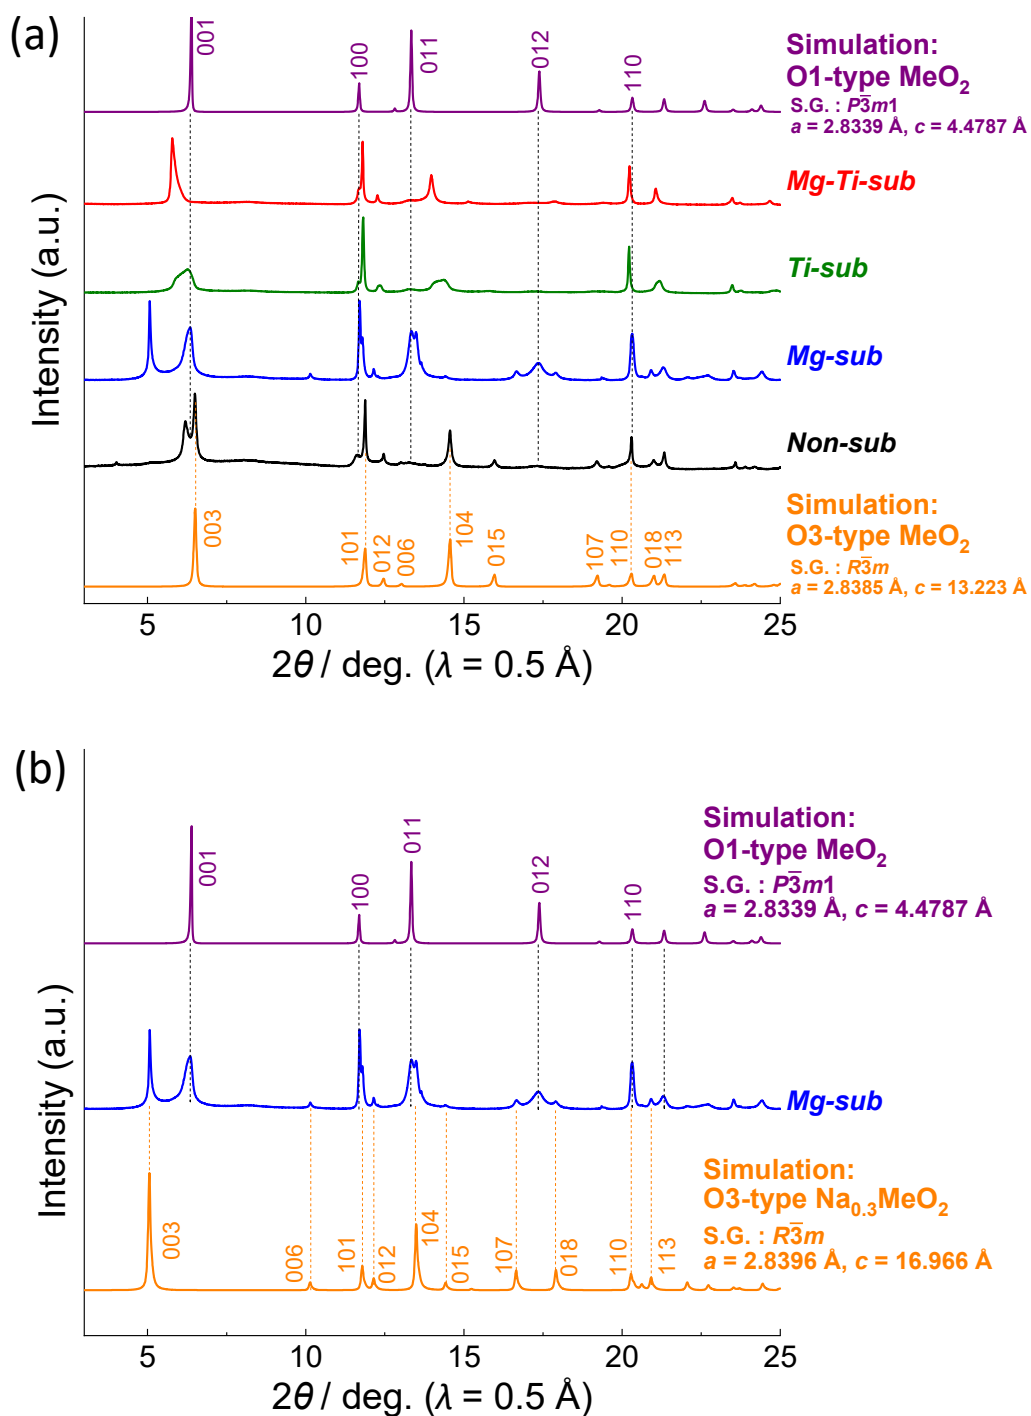 (a)
Intensity (a.u.)
001
100
011
012
110
Simulation:
O1-type MeO₂
S.G. : P3̅m1
a = 2.8339 Å, c = 4.4787 Å
Mg-Ti-sub
Ti-sub
Mg-sub
Non-sub
003
101
012
006
104
015
107
110
018
113
Simulation:
O3-type MeO₂
S.G. : R3̅m
a = 2.8385 Å, c = 13.223 Å
5
10
15
20
25
2θ / deg. (λ = 0.5 Å)
(b)
Intensity (a.u.)
001
100
011
012
110
Simulation:
O1-type MeO₂
S.G. : P3̅m1
a = 2.8339 Å, c = 4.4787 Å
Mg-sub
003
006
101
012
104
015
107
018
110
113
Simulation:
O3-type Na₀.₃MeO₂
S.G. : R3̅m
a = 2.8396 Å, c = 16.966 Å
5
10
15
20
25
2θ / deg. (λ = 0.5 Å)